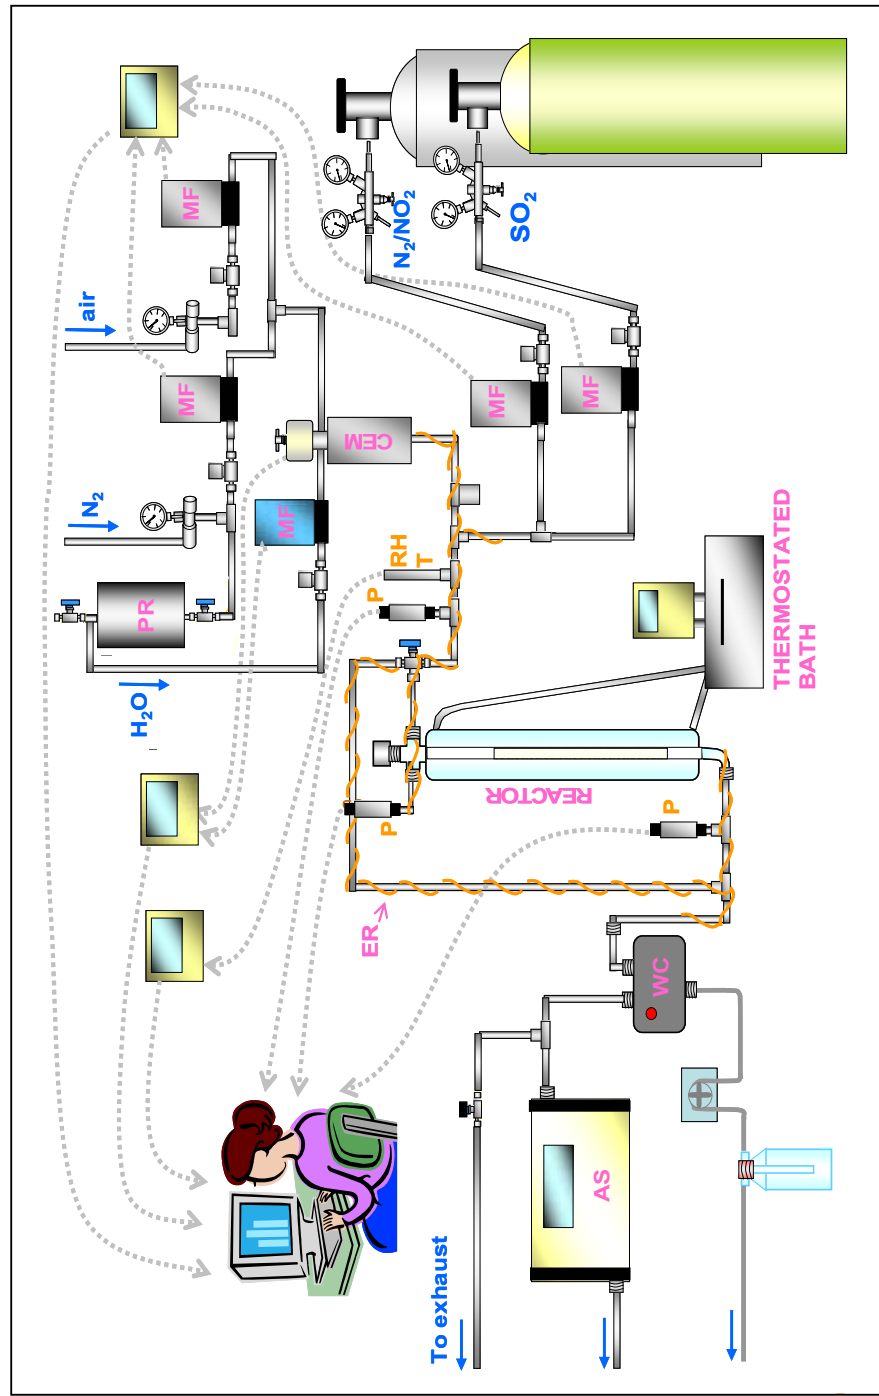 air
MF
N2/NO2
SO2
MF
N2
MF
MF
MF
CEM
PR
H2O
RH
T
P
THERMOSTATED
BATH
REACTOR
P
P
ER
WC
AS
To exhaust